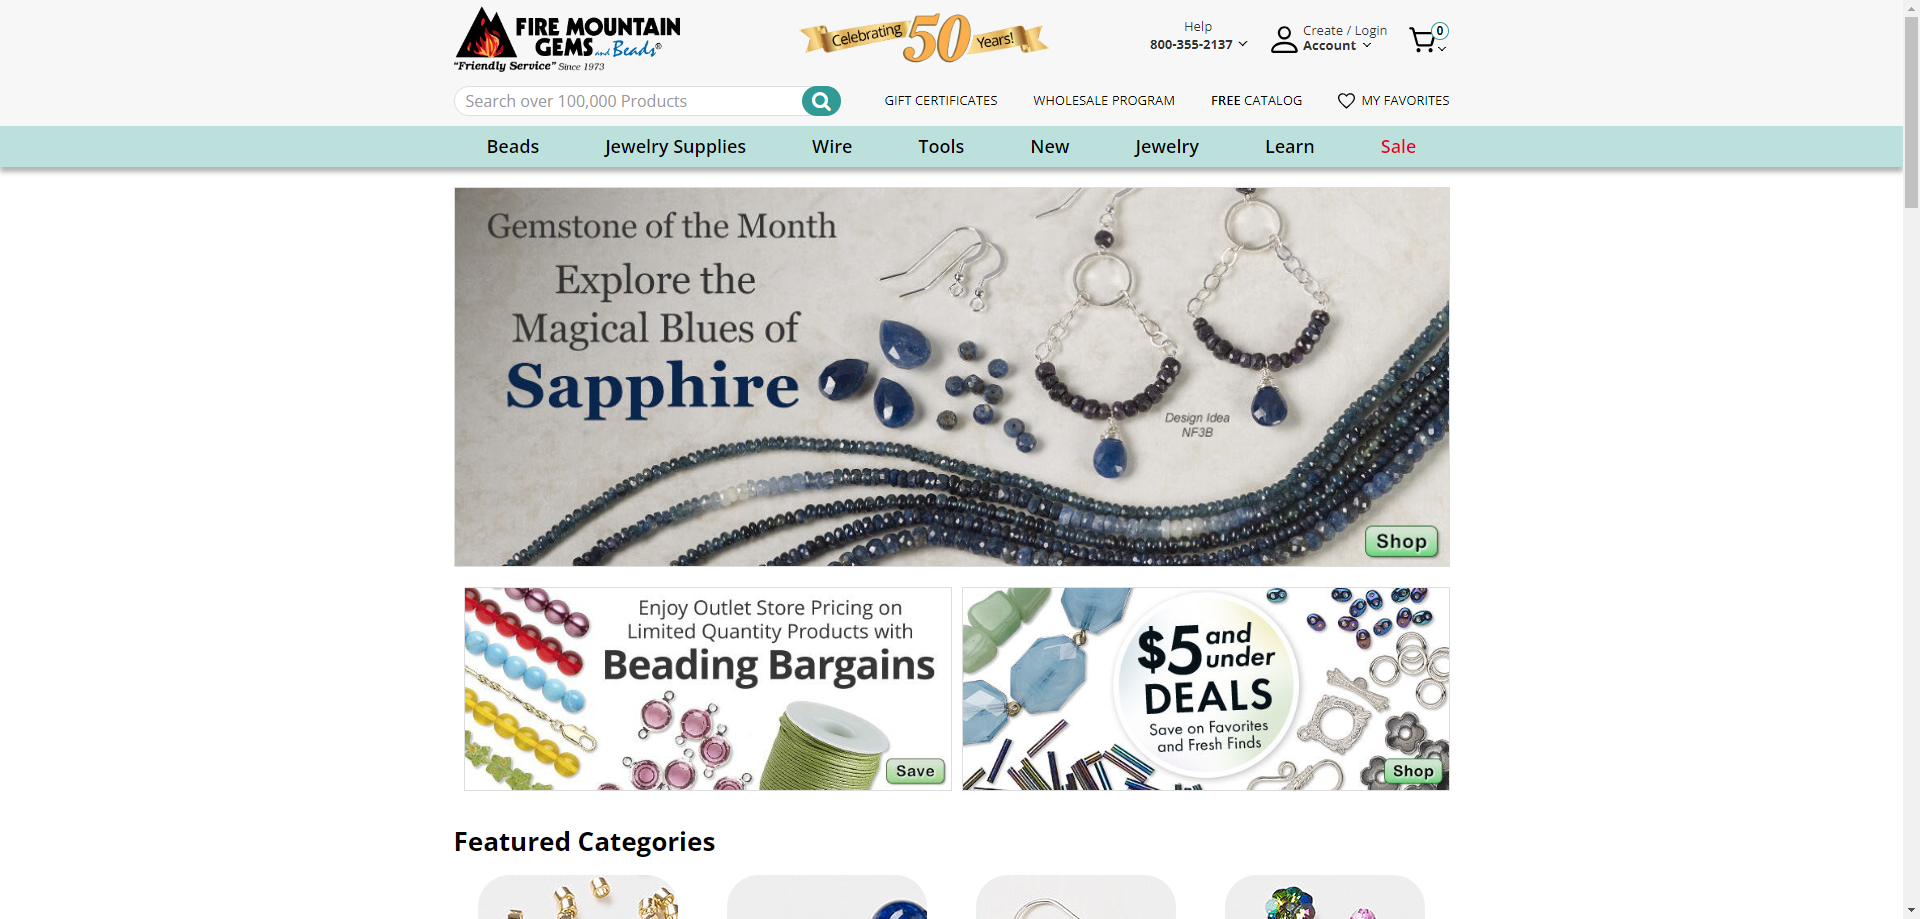 FIRE MOUNTAIN
GEMS and Beads®
"Friendly Service" Since 1973
Celebrating 50 Years!
Help
800-355-2137
Create / Login
Account
0
Search over 100,000 Products
GIFT CERTIFICATES
WHOLESALE PROGRAM
FREE CATALOG
MY FAVORITES
Beads
Jewelry Supplies
Wire
Tools
New
Jewelry
Learn
Sale
Gemstone of the Month
Explore the
Magical Blues of
Sapphire
Design Idea
NF3B
Shop
Enjoy Outlet Store Pricing on
Limited Quantity Products with
Beading Bargains
Save
$5 and
under
DEALS
Save on Favorites
and Fresh Finds
Shop
Featured Categories